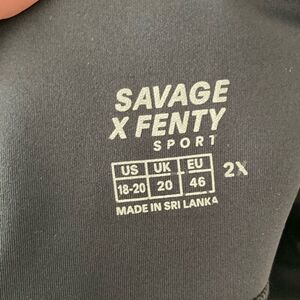 SAVAGE
X FENTY
SPORT
US UK EU
18-20 20 46 2X
MADE IN SRI LANKA